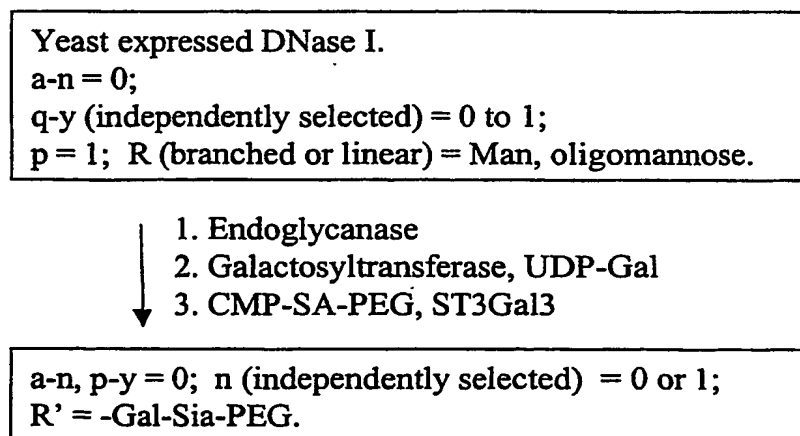 Yeast expressed DNase I.
a-n = 0;
q-y (independently selected) = 0 to 1;
p = 1; R (branched or linear) = Man, oligomannose.
1. Endoglycanase
2. Galactosyltransferase, UDP-Gal
3. CMP-SA-PEG, ST3Gal3
a-n, p-y = 0; n (independently selected) = 0 or 1;
R' = -Gal-Sia-PEG.